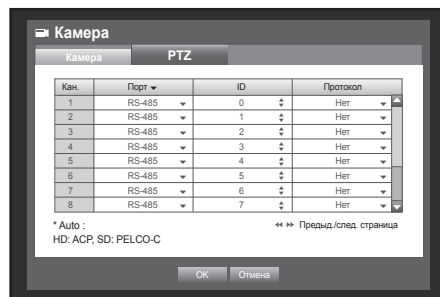 Камера
Камера PTZ
Кан. Порт ID Протокол
1 RS-485 0 Нет
2 RS-485 1 Нет
3 RS-485 2 Нет
4 RS-485 3 Нет
5 RS-485 4 Нет
6 RS-485 5 Нет
7 RS-485 6 Нет
8 RS-485 7 Нет
* Auto : Предыд./след. страница
HD: ACP, SD: PELCO-C
OK Отмена